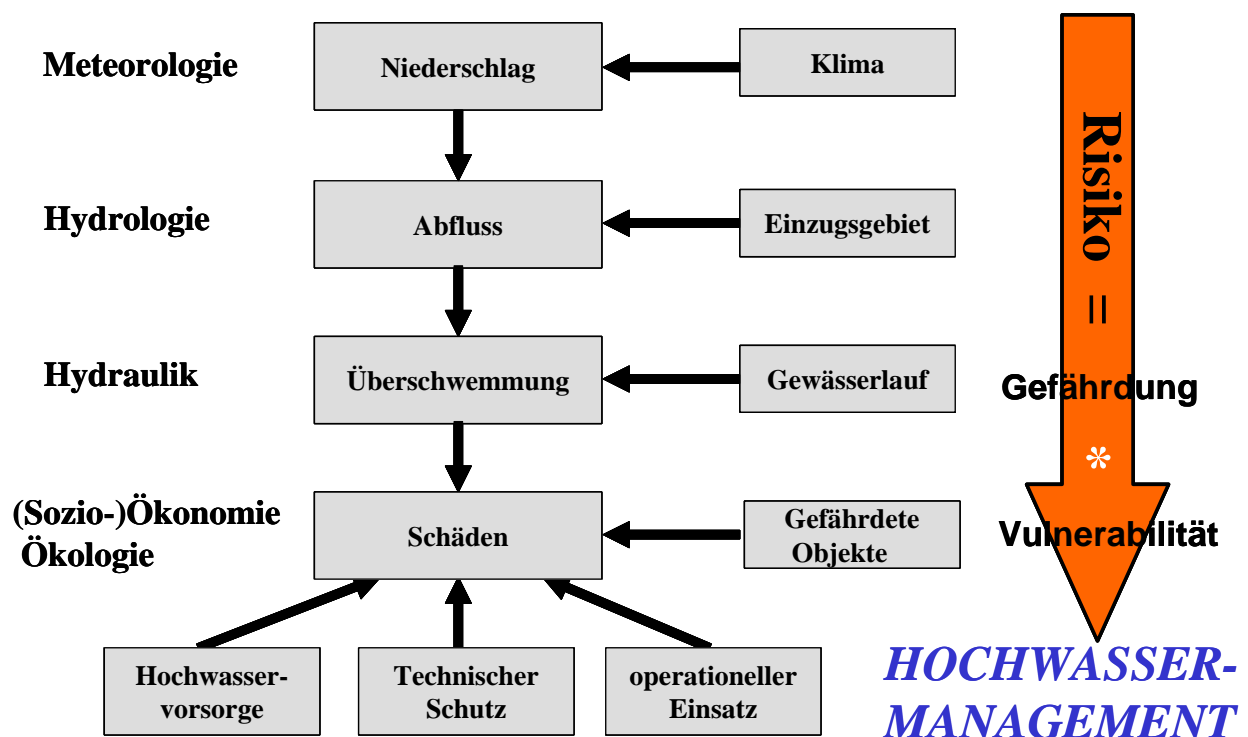 Meteorologie
Niederschlag
Klima
Hydrologie
Abfluss
Einzugsgebiet
Hydraulik
Überschwemmung
Gewässerlauf
(Sozio-)Ökonomie
Ökologie
Schäden
Gefährdete
Objekte
Hochwasser-
vorsorge
Technischer
Schutz
operationeller
Einsatz
Risiko =
Gefährdung
*
Vulnerabilität
HOCHWASSER-
MANAGEMENT